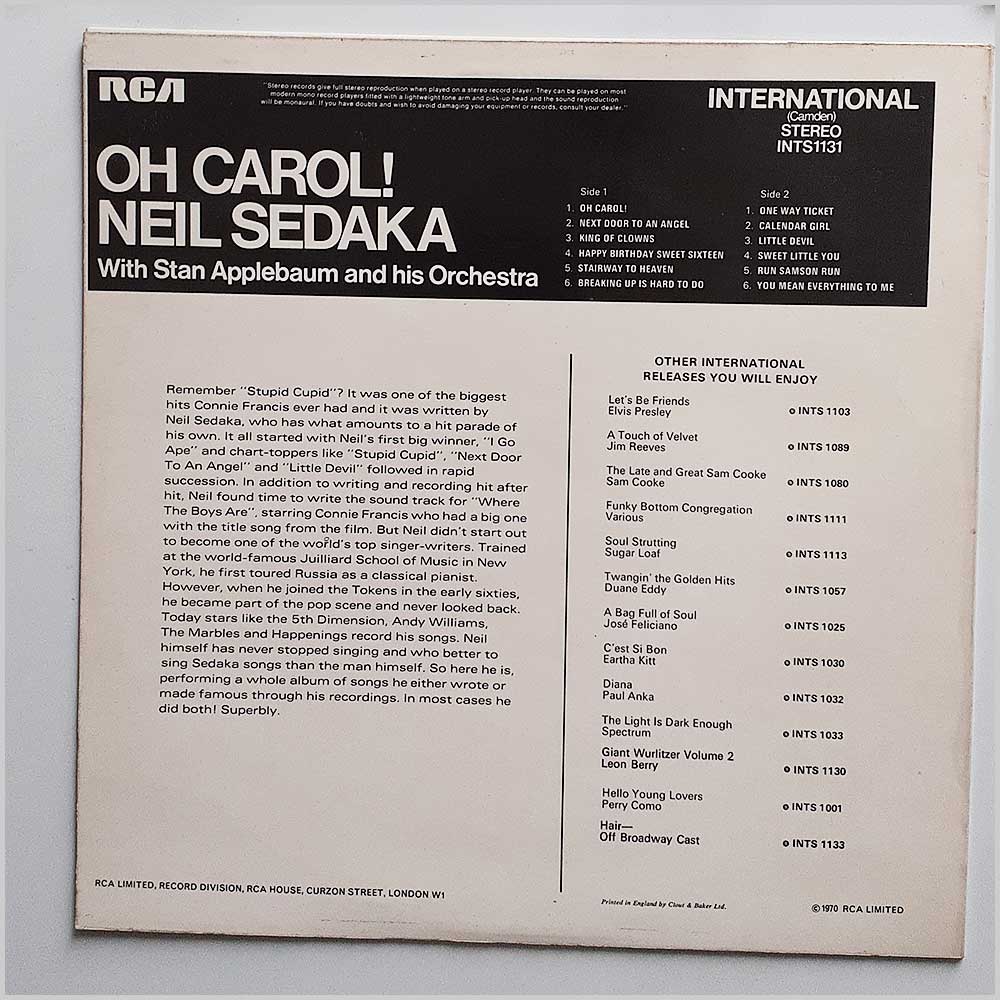 RCA
"Stereo records give full stereo reproduction when played on a stereo record player. They can be played on most
modern mono record players fitted with a lightweight tone arm and pick-up head and the sound reproduction
will be monaural. If you have doubts and wish to avoid damaging your equipment or records, consult your dealer."
INTERNATIONAL
(Camden)
STEREO
INTS1131
OH CAROL!
NEIL SEDAKA
With Stan Applebaum and his Orchestra
Side 1
1. OH CAROL!
2. NEXT DOOR TO AN ANGEL
3. KING OF CLOWNS
4. HAPPY BIRTHDAY SWEET SIXTEEN
5. STAIRWAY TO HEAVEN
6. BREAKING UP IS HARD TO DO
Side 2
1. ONE WAY TICKET
2. CALENDAR GIRL
3. LITTLE DEVIL
4. SWEET LITTLE YOU
5. RUN SAMSON RUN
6. YOU MEAN EVERYTHING TO ME
Remember "Stupid Cupid"? It was one of the biggest
hits Connie Francis ever had and it was written by
Neil Sedaka, who has what amounts to a hit parade of
his own. It all started with Neil's first big winner, "I Go
Ape" and chart-toppers like "Stupid Cupid", "Next Door
To An Angel" and "Little Devil" followed in rapid
succession. In addition to writing and recording hit after
hit, Neil found time to write the sound track for "Where
The Boys Are", starring Connie Francis who had a big one
with the title song from the film. But Neil didn't start out
to become one of the world's top singer-writers. Trained
at the world-famous Juilliard School of Music in New
York, he first toured Russia as a classical pianist.
However, when he joined the Tokens in the early sixties,
he became part of the pop scene and never looked back.
Today stars like the 5th Dimension, Andy Williams,
The Marbles and Happenings record his songs. Neil
himself has never stopped singing and who better to
sing Sedaka songs than the man himself. So here he is,
performing a whole album of songs he either wrote or
made famous through his recordings. In most cases he
did both! Superbly.
OTHER INTERNATIONAL
RELEASES YOU WILL ENJOY
Let's Be Friends
Elvis Presley INTS 1103
A Touch of Velvet
Jim Reeves INTS 1089
The Late and Great Sam Cooke
Sam Cooke INTS 1080
Funky Bottom Congregation
Various INTS 1111
Soul Strutting
Sugar Loaf INTS 1113
Twangin' the Golden Hits
Duane Eddy INTS 1057
A Bag Full of Soul
José Feliciano INTS 1025
C'est Si Bon
Eartha Kitt INTS 1030
Diana
Paul Anka INTS 1032
The Light Is Dark Enough
Spectrum INTS 1033
Giant Wurlitzer Volume 2
Leon Berry INTS 1130
Hello Young Lovers
Perry Como INTS 1001
Hair—
Off Broadway Cast INTS 1133
RCA LIMITED, RECORD DIVISION, RCA HOUSE, CURZON STREET, LONDON W1
Printed in England by Clout & Baker Ltd.
©1970 RCA LIMITED